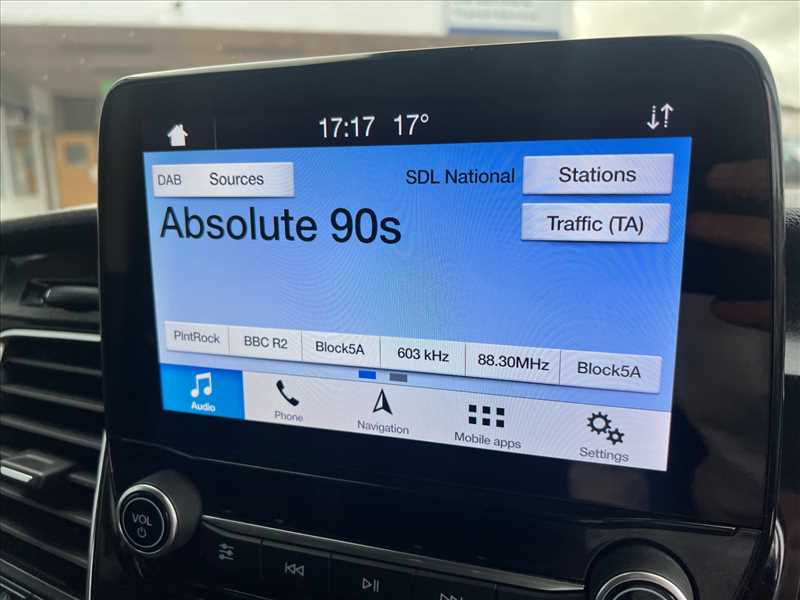 17:17 17°
DAB Sources
SDL National
Stations
Absolute 90s
Traffic (TA)
PlntRock
BBC R2
Block5A
603 kHz
88.30MHz
Block5A
Audio
Phone
Navigation
Mobile apps
Settings
VOL